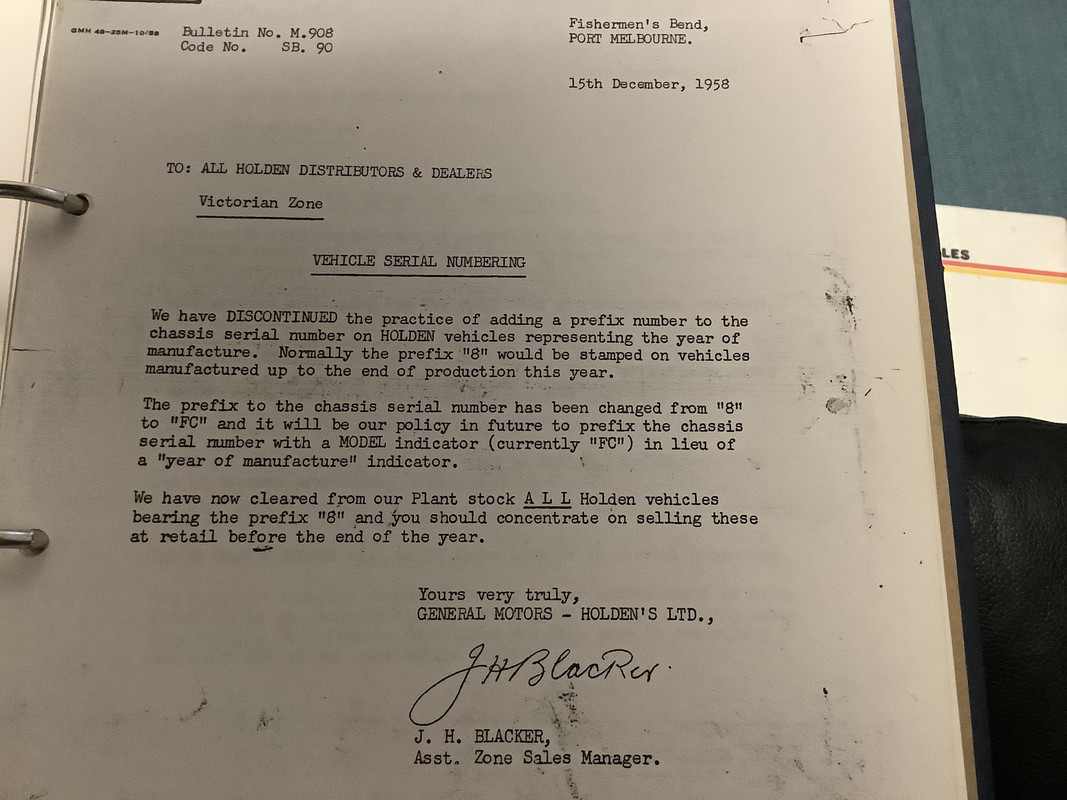 GMH 48-25M-10/58
Bulletin No. M.908
Code No. SB. 90
Fishermen's Bend,
PORT MELBOURNE.
15th December, 1958
TO: ALL HOLDEN DISTRIBUTORS & DEALERS
Victorian Zone
VEHICLE SERIAL NUMBERING
We have DISCONTINUED the practice of adding a prefix number to the
chassis serial number on HOLDEN vehicles representing the year of
manufacture. Normally the prefix "8" would be stamped on vehicles
manufactured up to the end of production this year.
The prefix to the chassis serial number has been changed from "8"
to "FC" and it will be our policy in future to prefix the chassis
serial number with a MODEL indicator (currently "FC") in lieu of
a "year of manufacture" indicator.
We have now cleared from our Plant stock A L L Holden vehicles
bearing the prefix "8" and you should concentrate on selling these
at retail before the end of the year.
Yours very truly,
GENERAL MOTORS - HOLDEN'S LTD.,
JHBlacker.
J. H. BLACKER,
Asst. Zone Sales Manager.
LES